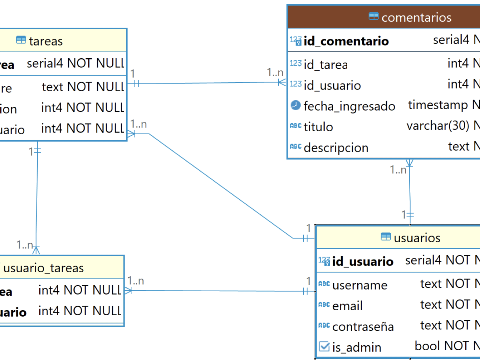 comentarios
id_comentario serial4 N
id_tarea int4 N
id_usuario int4 N
fecha_ingresado timestamp N
titulo varchar(30) N
descripcion text N
tareas
rea serial4 NOT NULL
re text NOT NULL
ion int4 NOT NULL
uario int4 NOT NULL
1
1..n
1..n
1
1..n
1
1..n
1
1..n
1
usuario_tareas
rea int4 NOT NULL
uario int4 NOT NULL
usuarios
id_usuario serial4 NOT N
username text NOT N
email text NOT N
contraseña text NOT N
is_admin bool NOT N